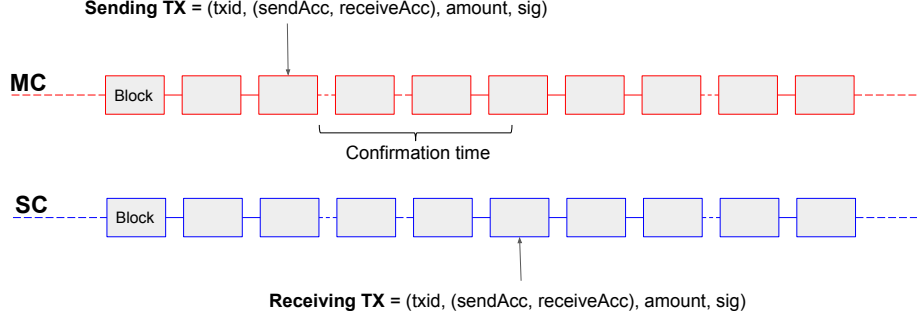 Sending TX = (txid, (sendAcc, receiveAcc), amount, sig)
MC
Block
Confirmation time
SC
Block
Receiving TX = (txid, (sendAcc, receiveAcc), amount, sig)